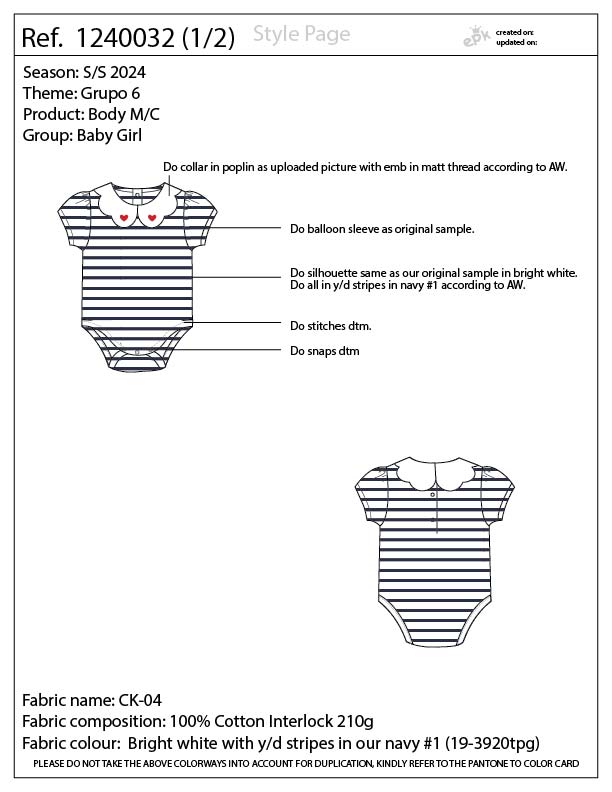 Ref. 1240032 (1/2)
Style Page
epk
created on:
updated on:
Season: S/S 2024
Theme: Grupo 6
Product: Body M/C
Group: Baby Girl
Do collar in poplin as uploaded picture with emb in matt thread according to AW.
Do balloon sleeve as original sample.
Do silhouette same as our original sample in bright white.
Do all in y/d stripes in navy #1 according to AW.
Do stitches dtm.
Do snaps dtm
Fabric name: CK-04
Fabric composition: 100% Cotton Interlock 210g
Fabric colour: Bright white with y/d stripes in our navy #1 (19-3920tpg)
PLEASE DO NOT TAKE THE ABOVE COLORWAYS INTO ACCOUNT FOR DUPLICATION, KINDLY REFER TO THE PANTONE TO COLOR CARD